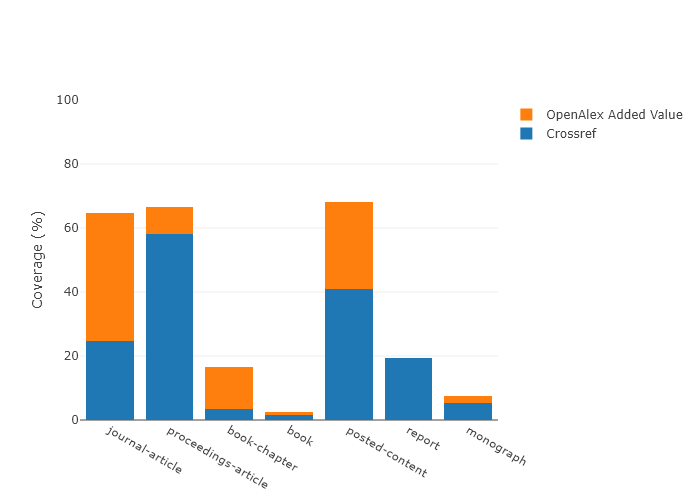 100
80
60
40
20
0
Coverage (%)
journal-article
proceedings-article
book-chapter
book
posted-content
report
monograph
OpenAlex Added Value
Crossref